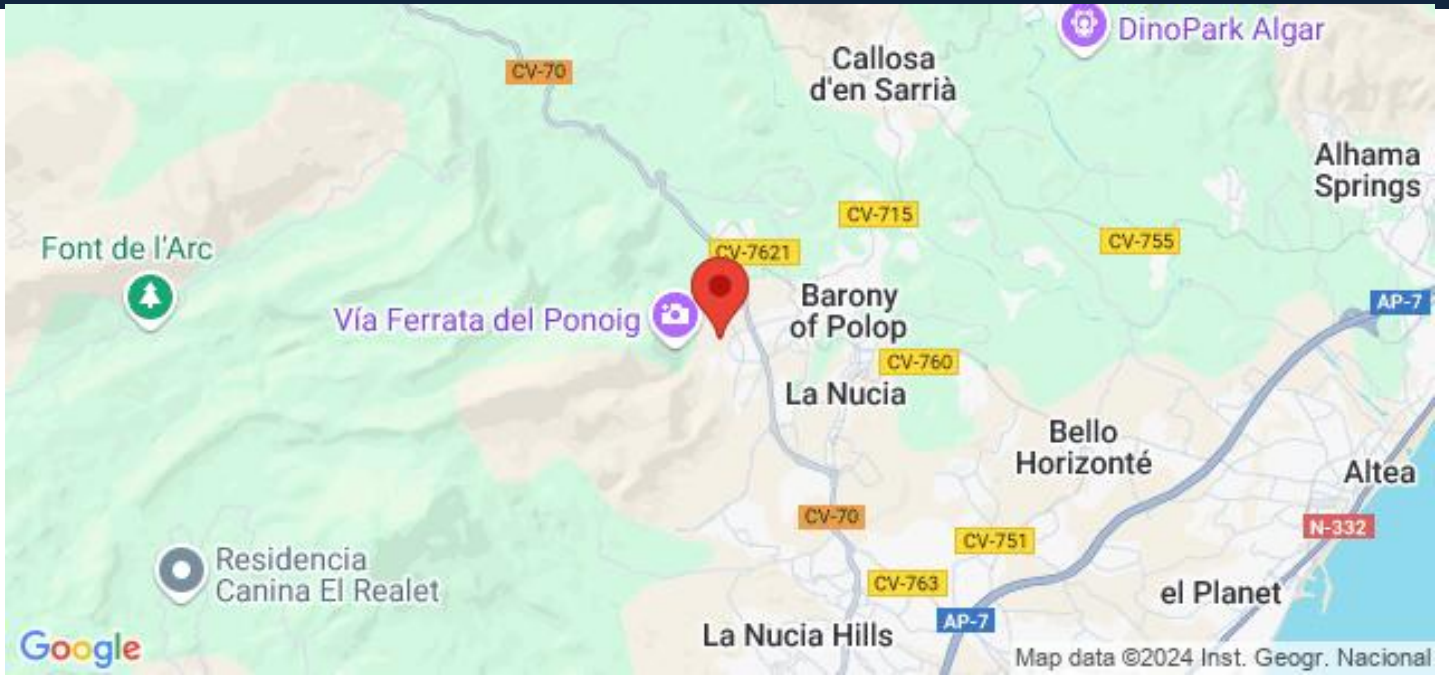 DinoPark Algar
Callosa
d'en Sarrià
CV-70
Alhama
Springs
CV-715
CV-755
Font de l'Arc
CV-7621
AP-7
Vía Ferrata del Ponoig
Barony
of Polop
CV-760
La Nucia
Bello
Horizonté
Altea
CV-70
N-332
CV-751
Residencia
Canina El Realet
CV-763
el Planet
AP-7
La Nucia Hills
Google
Map data ©2024 Inst. Geogr. Nacional